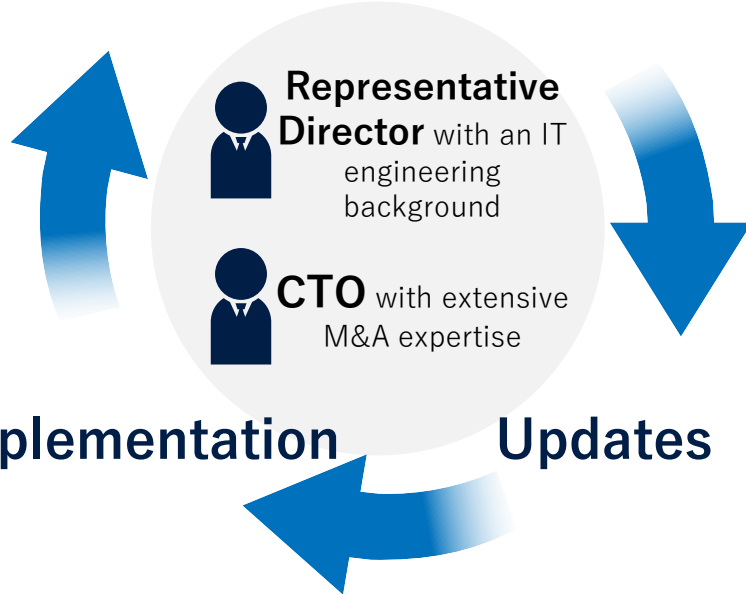 Representative
Director with an IT
engineering
background
CTO with extensive
M&A expertise
plementation
Updates